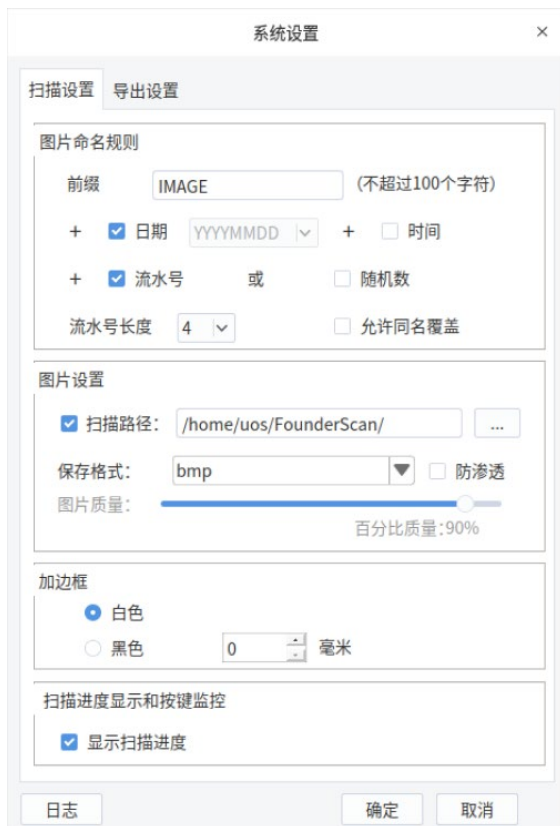 系统设置 ×
扫描设置 导出设置
图片命名规则
前缀 IMAGE (不超过100个字符)
+ 日期 YYYYMMDD + 时间
+ 流水号 或 随机数
流水号长度 4 允许同名覆盖
图片设置
扫描路径: /home/uos/FounderScan/ ...
保存格式: bmp 防渗透
图片质量:
百分比质量:90%
加边框
白色
黑色 0 毫米
扫描进度显示和按键监控
显示扫描进度
日志 确定 取消